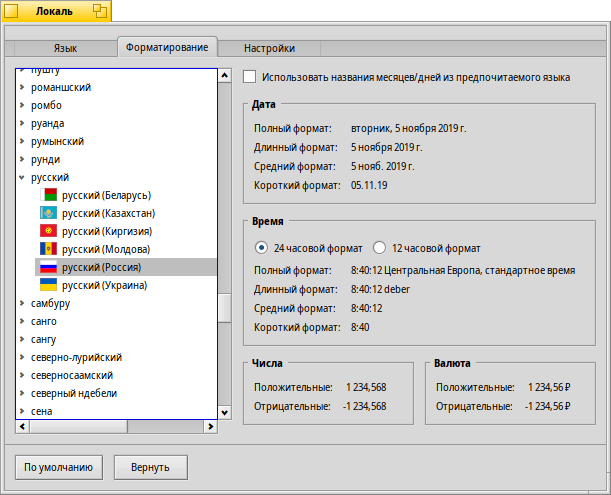 Локаль
Язык
Форматирование
Настройки
пушту
романшский
ромбо
руанда
румынский
рунди
русский
русский (Беларусь)
русский (Казахстан)
русский (Киргизия)
русский (Молдова)
русский (Россия)
русский (Украина)
самбуру
санго
сангу
северно-лурийский
северносаамский
северный ндебели
сена
Использовать названия месяцев/дней из предпочитаемого языка
Дата
Полный формат: вторник, 5 ноября 2019 г.
Длинный формат: 5 ноября 2019 г.
Средний формат: 5 нояб. 2019 г.
Короткий формат: 05.11.19
Время
24 часовой формат 12 часовой формат
Полный формат: 8:40:12 Центральная Европа, стандартное время
Длинный формат: 8:40:12 deber
Средний формат: 8:40:12
Короткий формат: 8:40
Числа
Положительные: 1 234,568
Отрицательные: -1 234,568
Валюта
Положительные: 1 234,56 ₽
Отрицательные: -1 234,56 ₽
По умолчанию
Вернуть